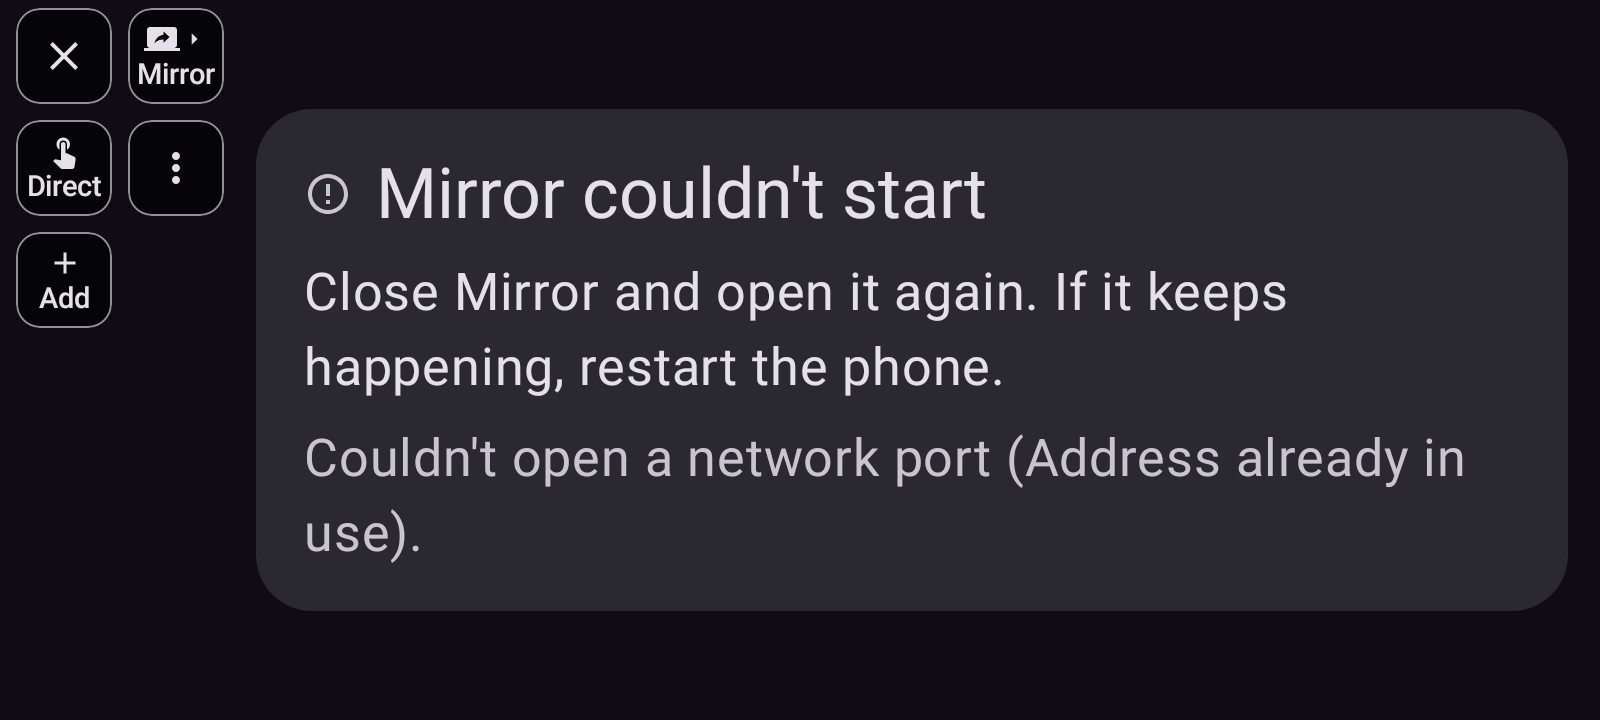 Mirror
Direct
Add
Mirror couldn't start
Close Mirror and open it again. If it keeps
happening, restart the phone.
Couldn't open a network port (Address already in
use).